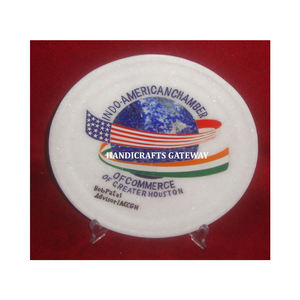 INDO-AMERICAN CHAMBER
HANDICRAFTS GATEWAY
OF COMMERCE
OF GREATER HOUSTON
Bob Patel
Advisor IACCGH